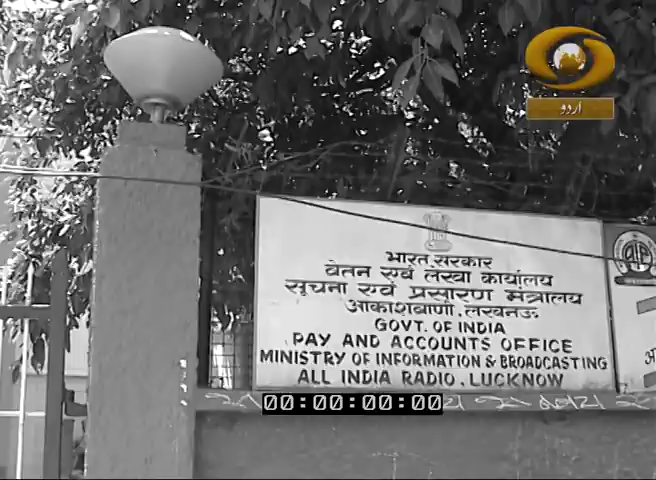 اردو
भारत सरकार
वेतन एवं लेखा कार्यालय
सूचना एवं प्रसारण मंत्रालय
आकाशवाणी, लखनऊ
GOVT. OF INDIA
PAY AND ACCOUNTS OFFICE
MINISTRY OF INFORMATION & BROADCASTING
ALL INDIA RADIO, LUCKNOW
00:00:00:00